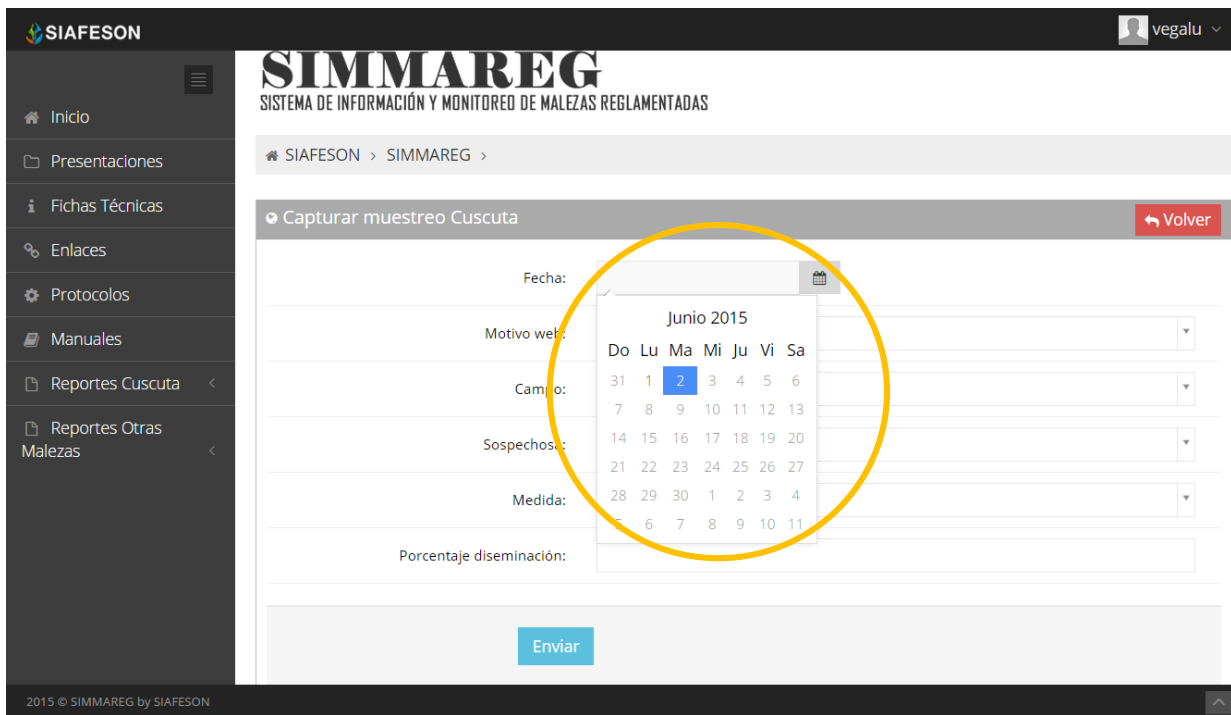 SIAFESON
vegalu
SIMMAREG
SISTEMA DE INFORMACIÓN Y MONITOREO DE MALEZAS REGLAMENTADAS
Inicio
Presentaciones
Fichas Técnicas
Enlaces
Protocolos
Manuales
Reportes Cuscuta
Reportes Otras
Malezas
SIAFESON > SIMMAREG >
Capturar muestreo Cuscuta
Volver
Fecha:
Junio 2015
Do Lu Ma Mi Ju Vi Sa
31 1 2 3 4 5 6
7 8 9 10 11 12 13
14 15 16 17 18 19 20
21 22 23 24 25 26 27
28 29 30 1 2 3 4
5 6 7 8 9 10 11
Motivo web:
Campo:
Sospechosa:
Medida:
Porcentaje diseminación:
Enviar
2015 © SIMMAREG by SIAFESON